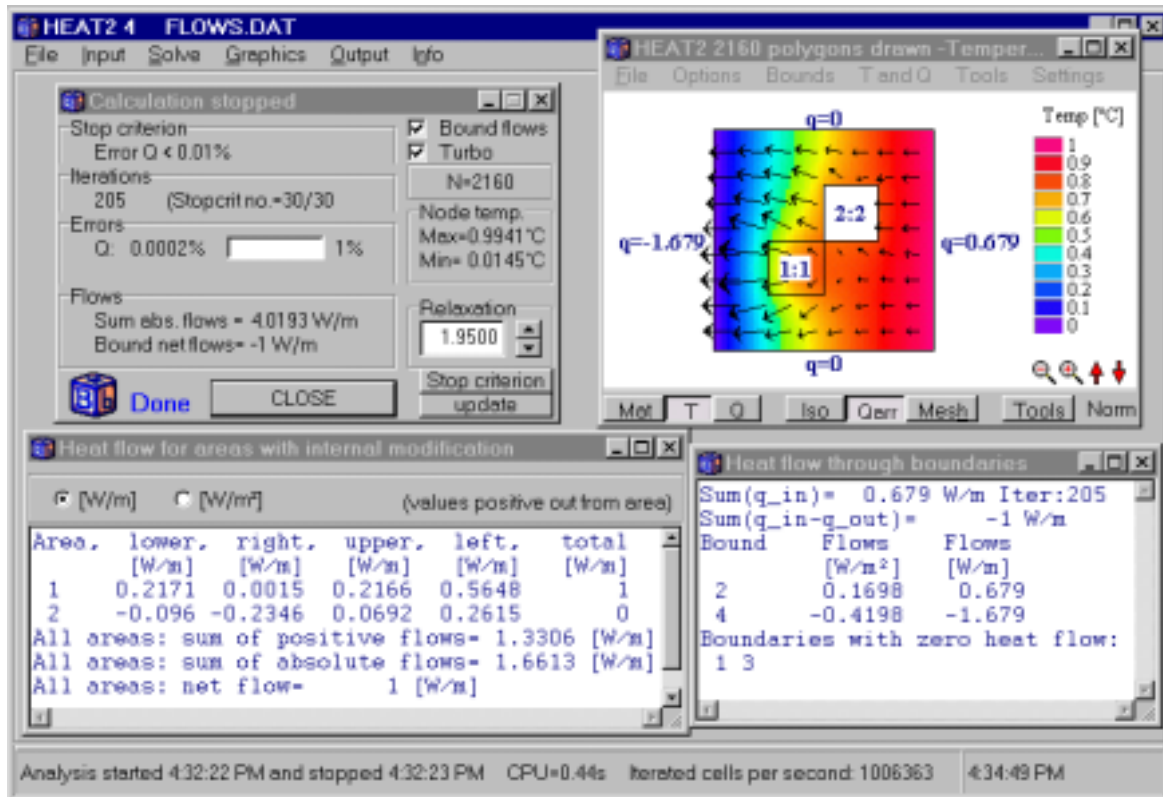 HEAT2 4 FLOWS.DAT
File Input Solve Graphics Output Info
Calculation stopped
Stop criterion
Error Q < 0.01%
Iterations
205 (Stopcrit no.=30/30
Errors
Q: 0.0002% 1%
Flows
Sum abs. flows = 4.0193 W/m
Bound net flows= -1 W/m
Done CLOSE
Bound flows
Turbo
N=2160
Node temp.
Max=0.9941°C
Min= 0.0145°C
Relaxation
1.9500
Stop criterion
update
HEAT2 2160 polygons drawn -Temper...
File Options Bounds T and Q Tools Settings
q=0
Temp [°C]
1
0.9
0.8
0.7
0.6
0.5
0.4
0.3
0.2
0.1
0
2:2
q=-1.679
q=0.679
1:1
q=0
Mat T Q Iso Qarr Mesh Tools Norm
Heat flow for areas with internal modification
[W/m] [W/m²] (values positive out from area)
Area, lower, right, upper, left, total
[W/m] [W/m] [W/m] [W/m] [W/m]
1 0.2171 0.0015 0.2166 0.5648 1
2 -0.096 -0.2346 0.0692 0.2615 0
All areas: sum of positive flows= 1.3306 [W/m]
All areas: sum of absolute flows= 1.6613 [W/m]
All areas: net flow= 1 [W/m]
Heat flow through boundaries
Sum(q_in)= 0.679 W/m Iter:205
Sum(q_in-q_out)= -1 W/m
Bound Flows Flows
[W/m²] [W/m]
2 0.1698 0.679
4 -0.4198 -1.679
Boundaries with zero heat flow:
1 3
Analysis started 4:32:22 PM and stopped 4:32:23 PM CPU=0.44s Iterated cells per second: 1006363 4:34:49 PM